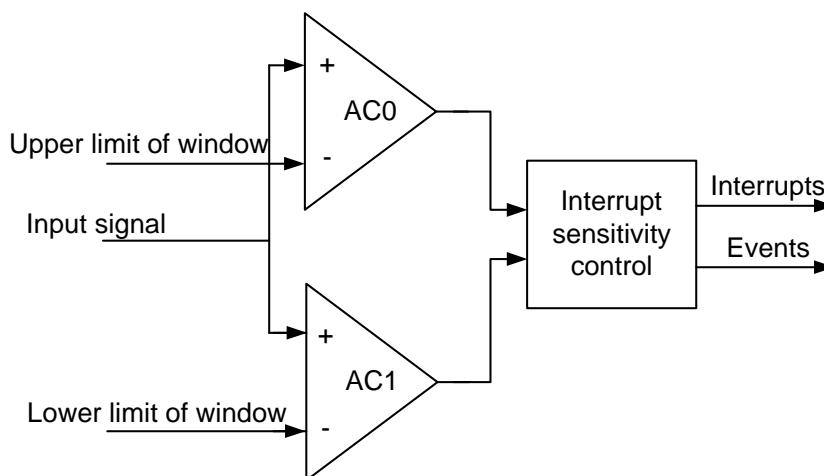 +
AC0
Upper limit of window
-
Input signal
Interrupt
sensitivity
control
Interrupts
Events
+
AC1
Lower limit of window
-